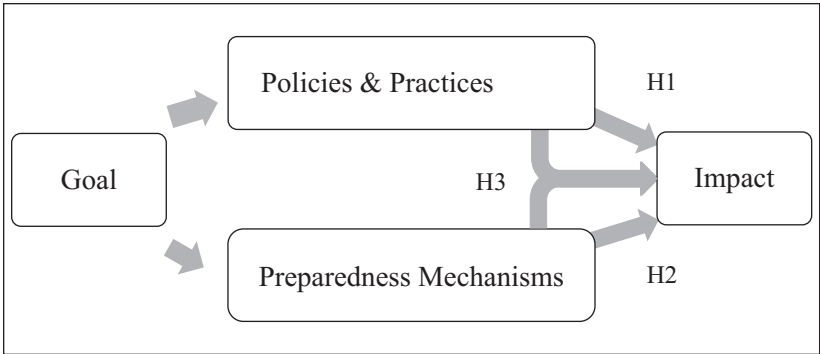 Policies & Practices
H1
Goal
H3
Impact
Preparedness Mechanisms
H2